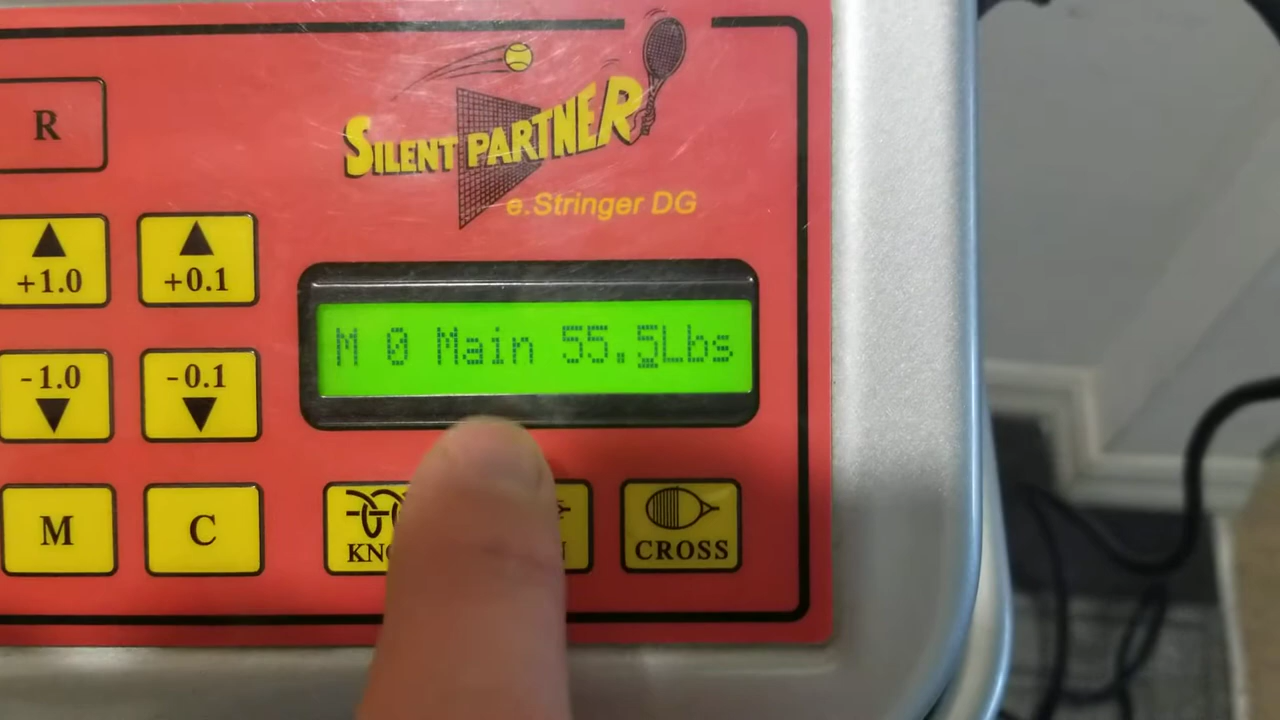 R
SILENT PARTNER
e.Stringer DG
+1.0
+0.1
M 0 Main 55.5Lbs
-1.0
-0.1
M
C
CROSS